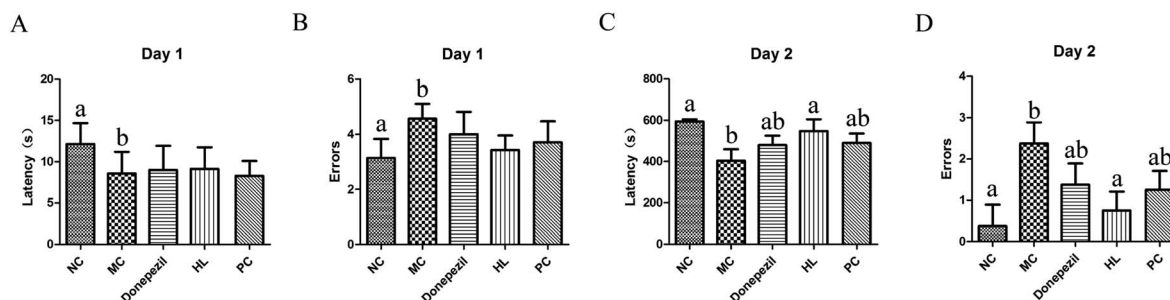 A
B
C
D
Day 1
Day 1
Day 2
Day 2
Latency (s)
20
15
10
5
0
a
b
NC
MC
Donepezil
HL
PC
Errors
6
4
2
0
a
b
NC
MC
Donepezil
HL
PC
Latency (s)
800
600
400
200
0
a
b
ab
a
ab
NC
MC
Donepezil
HL
PC
Errors
4
3
2
1
0
a
b
ab
a
ab
NC
MC
Donepezil
HL
PC